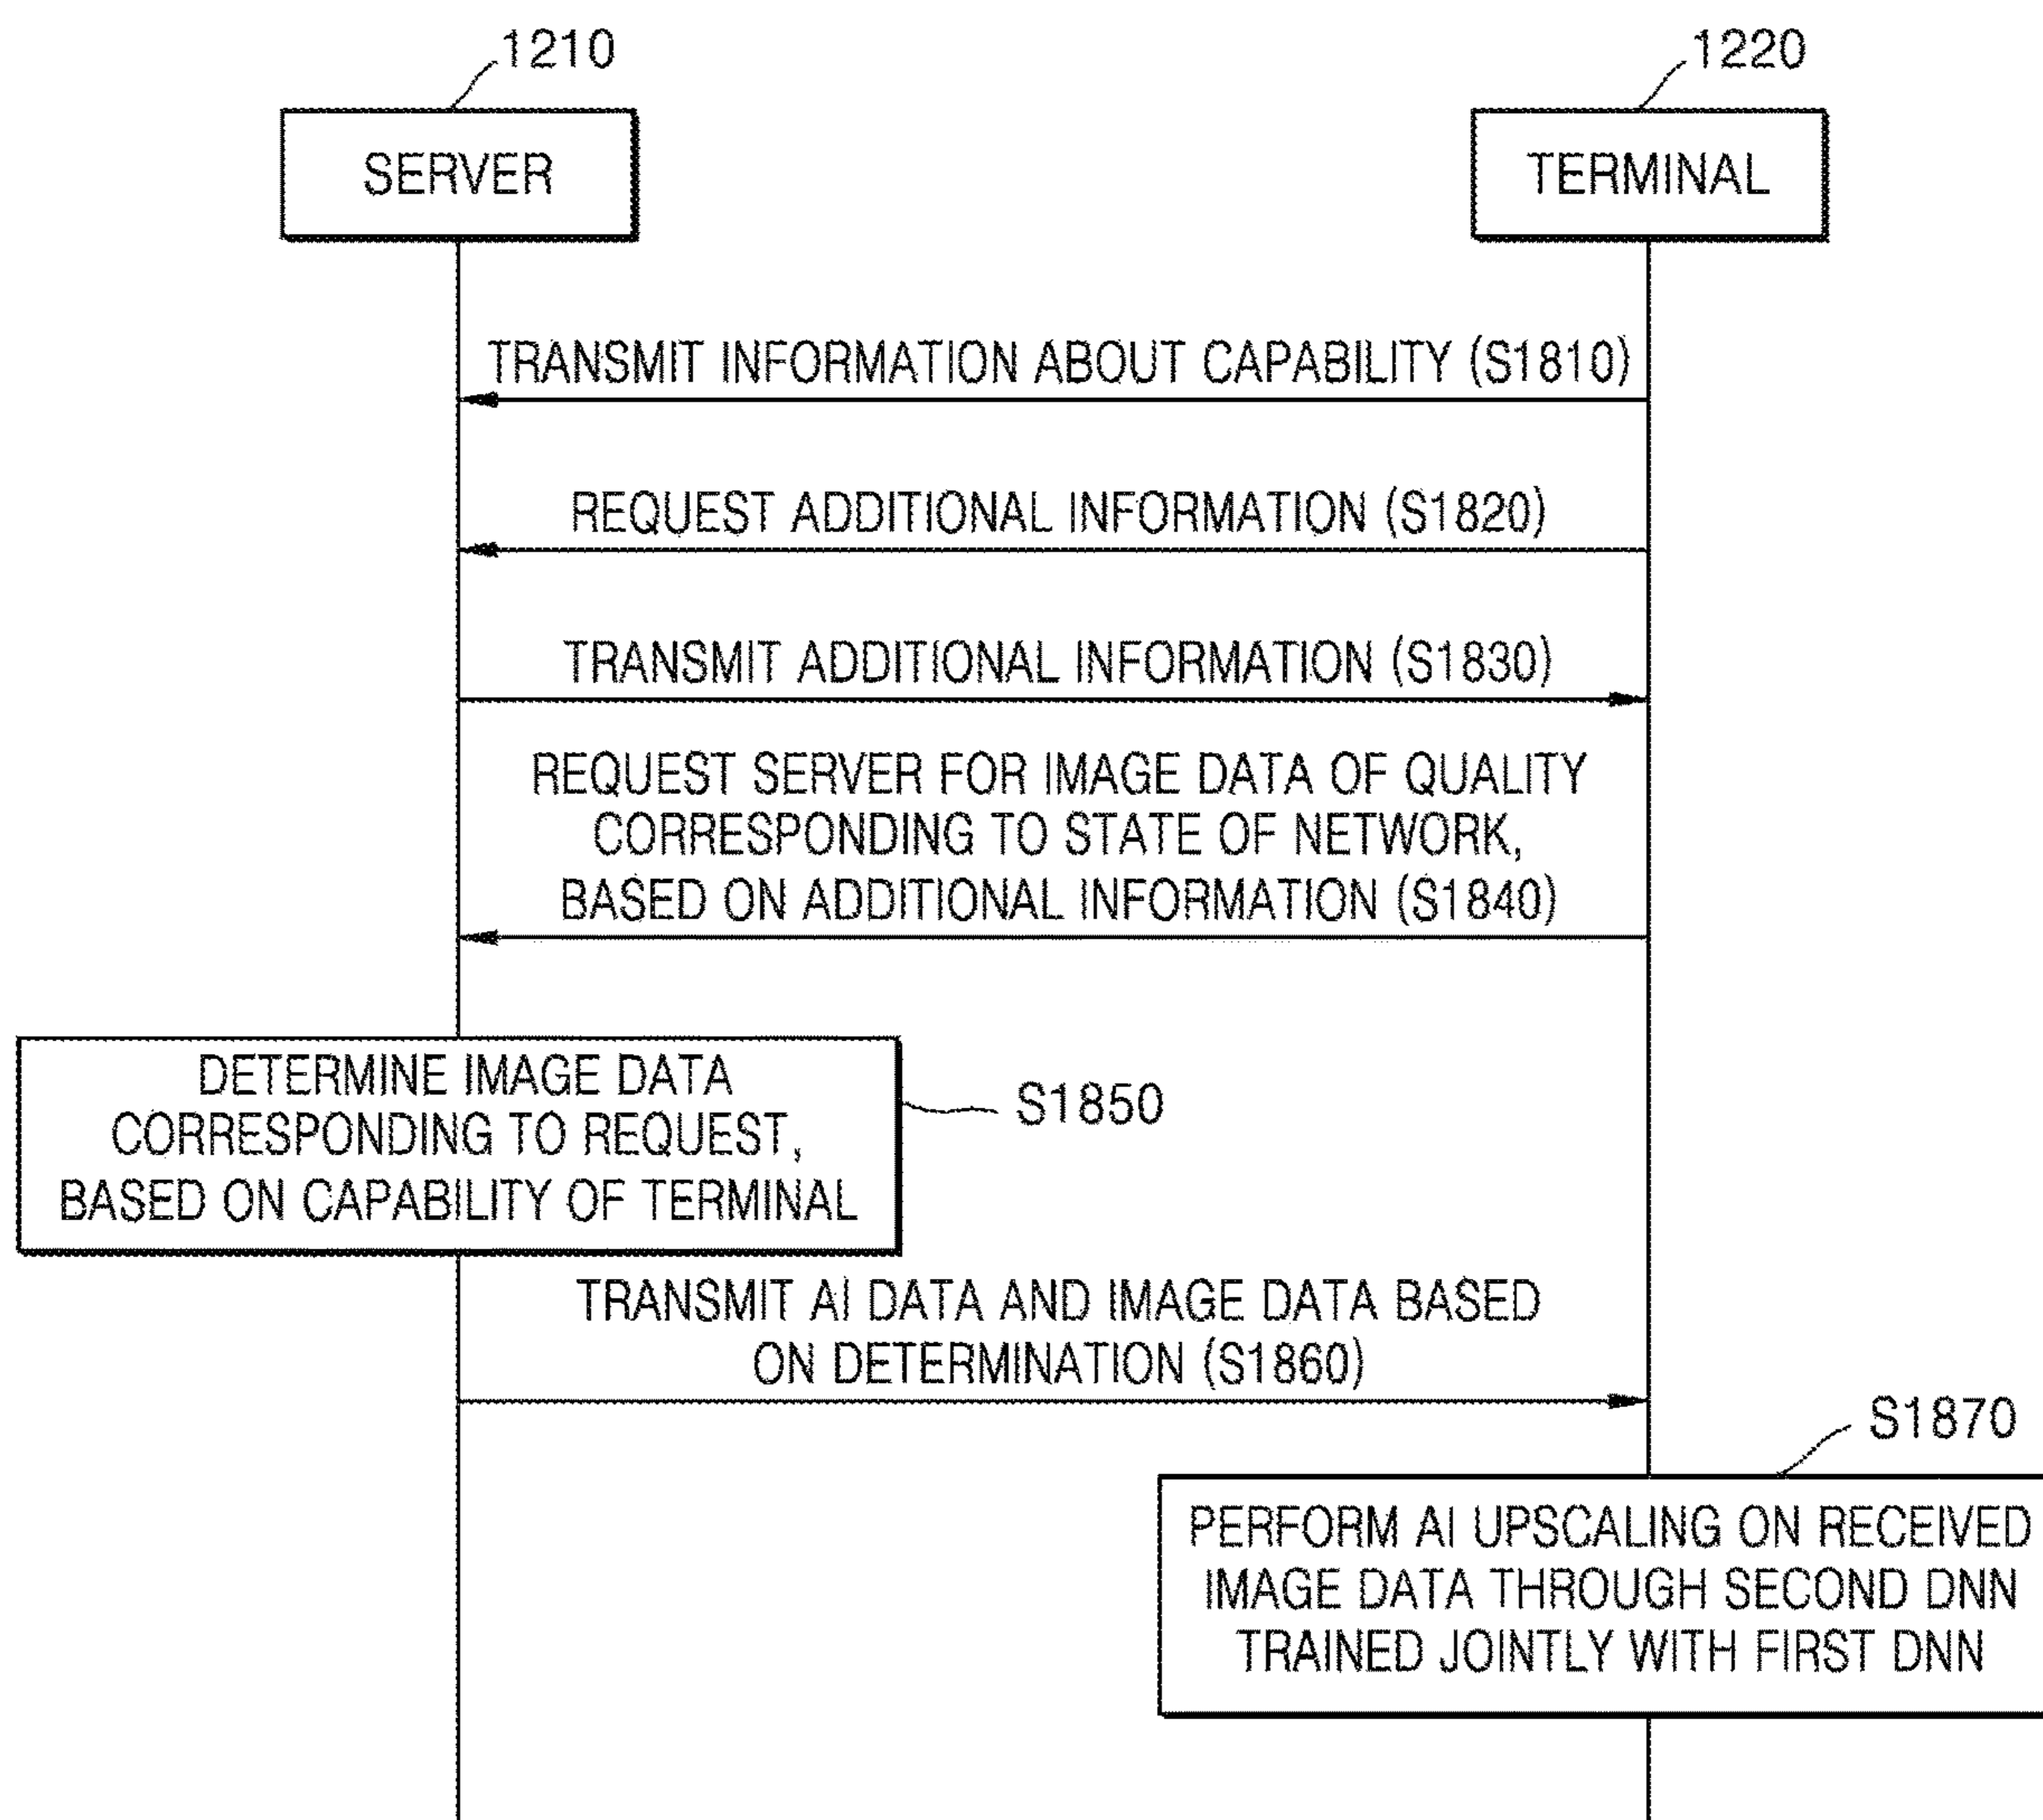 1210
1220
SERVER
TERMINAL
TRANSMIT INFORMATION ABOUT CAPABILITY (S1810)
REQUEST ADDITIONAL INFORMATION (S1820)
TRANSMIT ADDITIONAL INFORMATION (S1830)
REQUEST SERVER FOR IMAGE DATA OF QUALITY
CORRESPONDING TO STATE OF NETWORK,
BASED ON ADDITIONAL INFORMATION (S1840)
DETERMINE IMAGE DATA
CORRESPONDING TO REQUEST,
BASED ON CAPABILITY OF TERMINAL
S1850
TRANSMIT AI DATA AND IMAGE DATA BASED
ON DETERMINATION (S1860)
S1870
PERFORM AI UPSCALING ON RECEIVED
IMAGE DATA THROUGH SECOND DNN
TRAINED JOINTLY WITH FIRST DNN